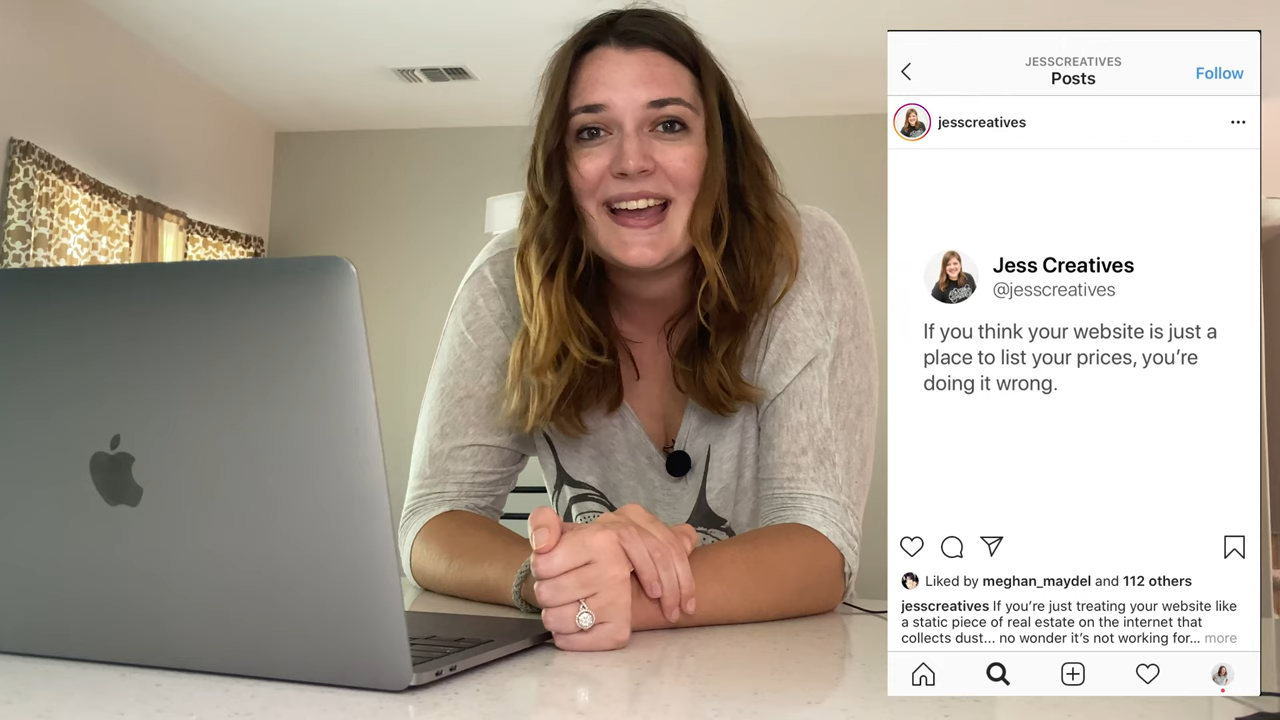 JESSCREATIVES
Posts
Follow
jesscreatives
Jess Creatives
@jesscreatives
If you think your website is just a
place to list your prices, you're
doing it wrong.
Liked by meghan_maydel and 112 others
jesscreatives If you're just treating your website like
a static piece of real estate on the internet that
collects dust... no wonder it's not working for... more